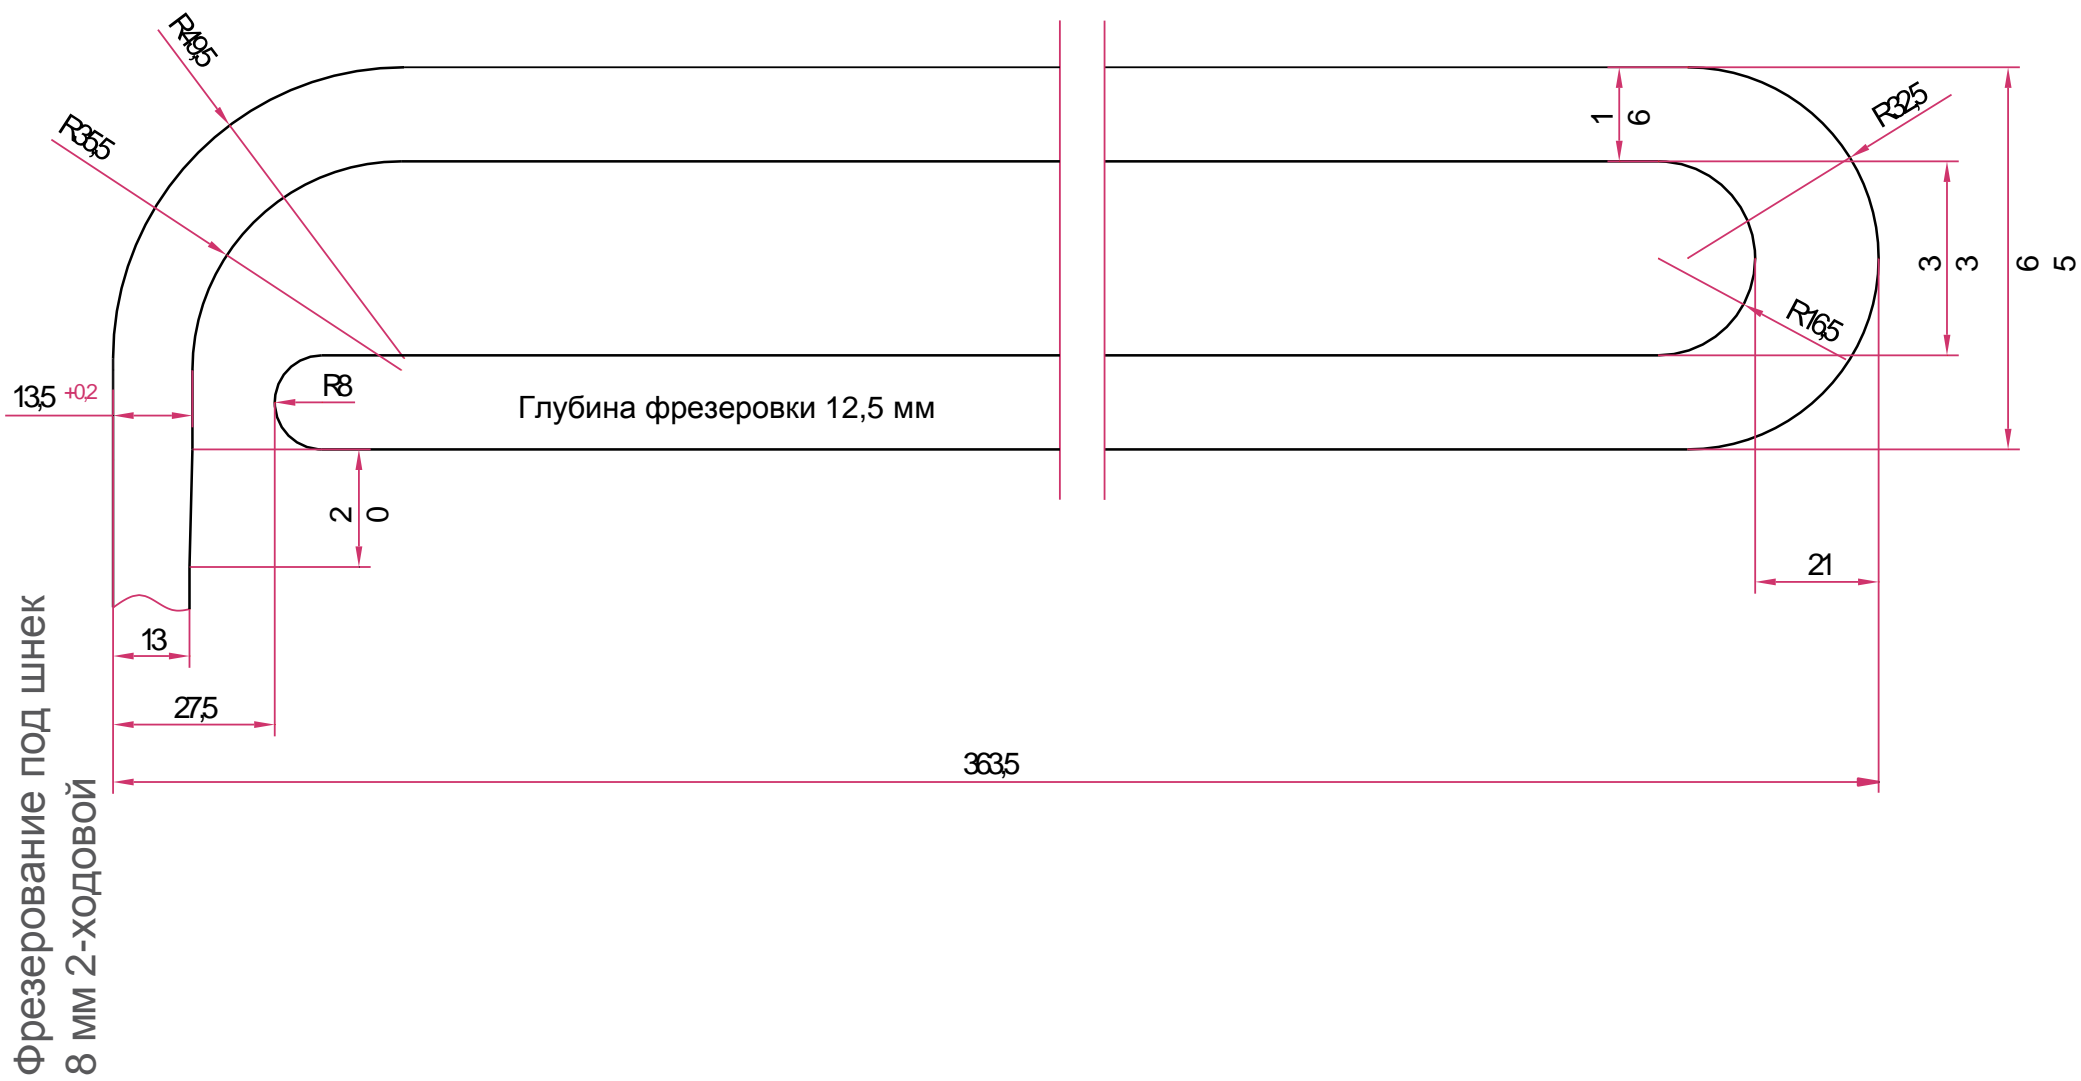 R49,5
R35,5
R32,5
16
33
65
R16,5
13,5 +0,2
R8
Глубина фрезеровки 12,5 мм
20
21
13
27,5
363,5
Фрезерование под шнек
8 мм 2-ходовой